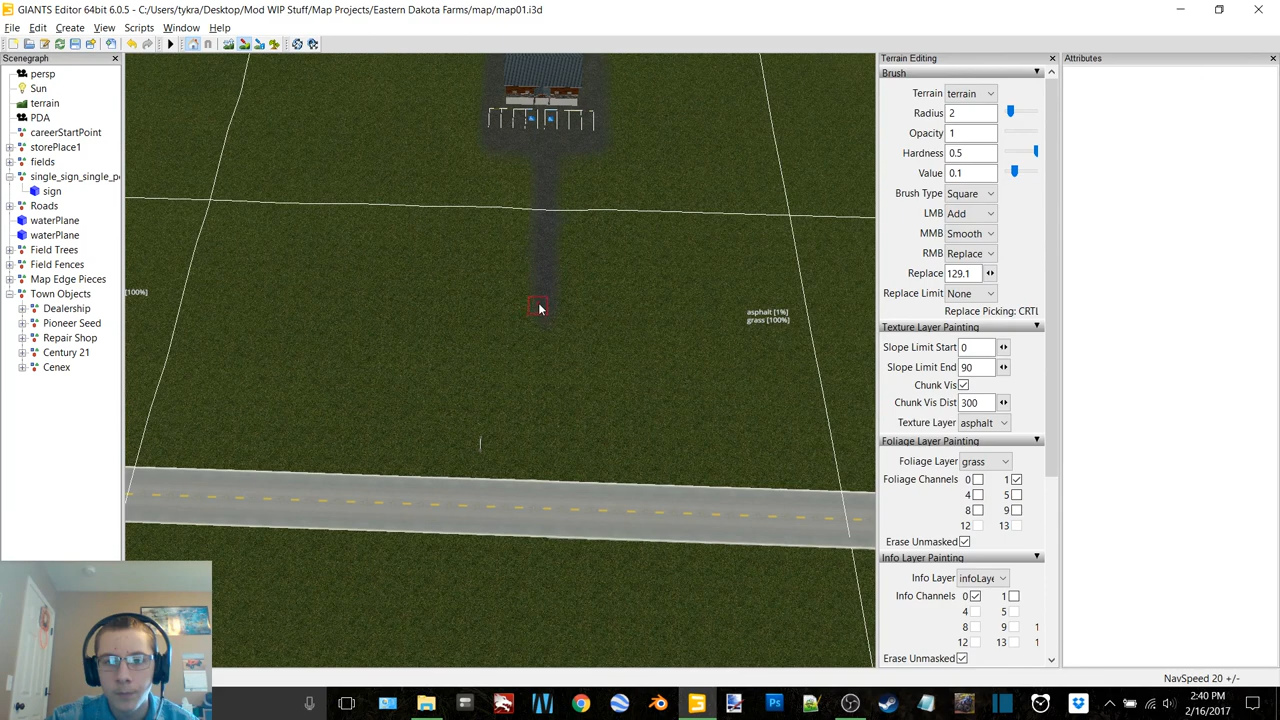 GIANTS Editor 64bit 6.0.5 - C:/Users/tykra/Desktop/Mod WIP Stuff/Map Projects/Eastern Dakota Farms/map/map01.i3d
File Edit Create View Scripts Window Help
Scenegraph
persp
Sun
terrain
PDA
careerStartPoint
storePlace1
fields
single_sign_single_p
sign
Roads
waterPlane
waterPlane
Field Trees
Field Fences
Map Edge Pieces
Town Objects
Dealership
Pioneer Seed
Repair Shop
Century 21
Cenex
[100%]
asphalt [1%]
grass [100%]
Terrain Editing
Brush
Terrain terrain
Radius 2
Opacity 1
Hardness 0.5
Value 0.1
Brush Type Square
LMB Add
MMB Smooth
RMB Replace
Replace 129.1
Replace Limit None
Replace Picking: CRTL
Texture Layer Painting
Slope Limit Start 0
Slope Limit End 90
Chunk Vis
Chunk Vis Dist 300
Texture Layer asphalt
Foliage Layer Painting
Foliage Layer grass
Foliage Channels 0 1
4 5
8 9
12 13
Erase Unmasked
Info Layer Painting
Info Layer infoLaye
Info Channels 0 1
4 5
8 9 1
12 13 1
Erase Unmasked
Attributes
NavSpeed 20 +/-
2:40 PM
2/16/2017